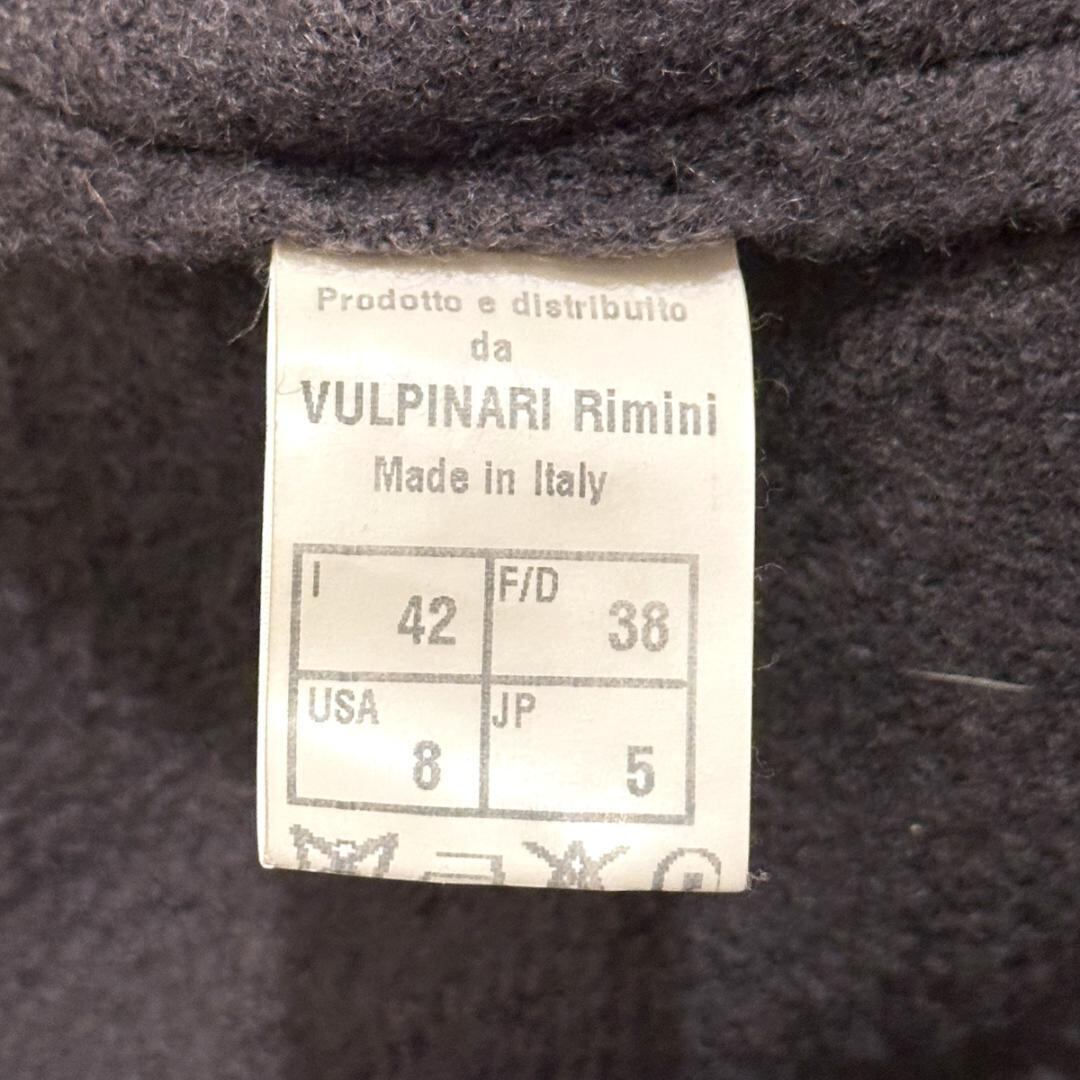 Prodotto e distribuito
da
VULPINARI Rimini
Made in Italy
I 42 F/D 38
USA 8 JP 5